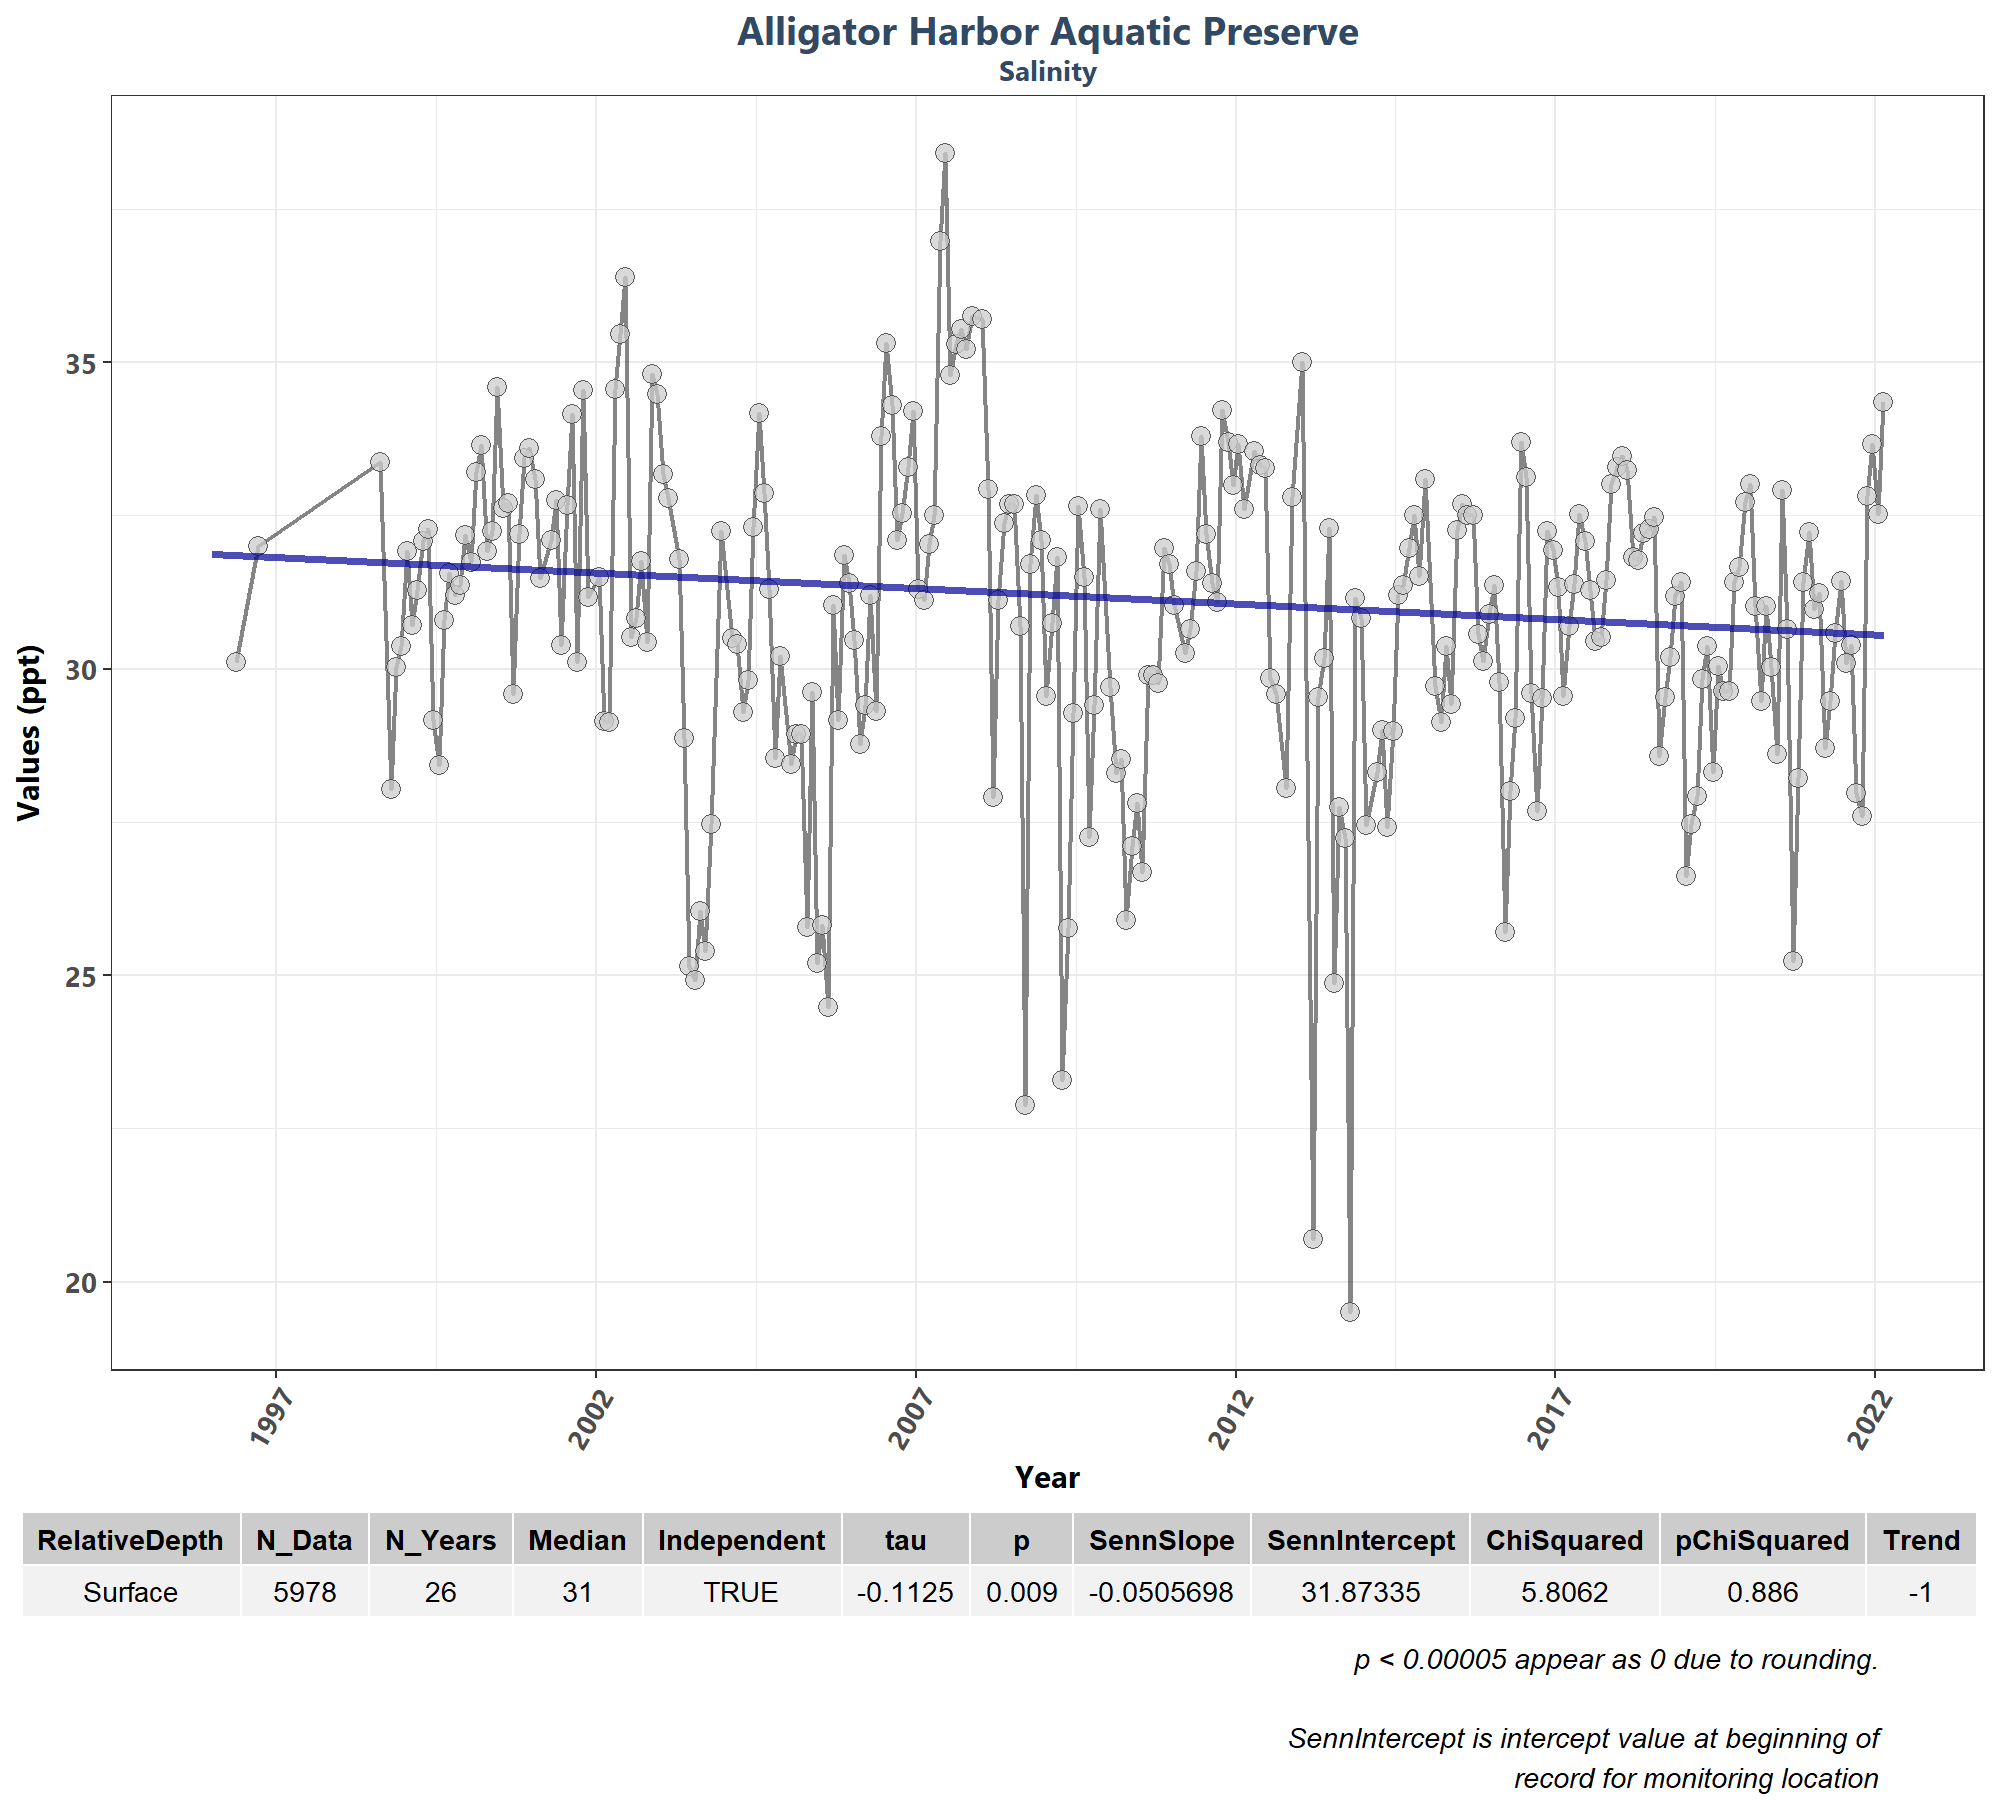 Alligator Harbor Aquatic Preserve
Salinity
Values (ppt)
35
30
25
20
1997 2002 2007 2012 2017 2022
Year
RelativeDepth N_Data N_Years Median Independent tau p SennSlope SennIntercept ChiSquared pChiSquared Trend
Surface 5978 26 31 TRUE -0.1125 0.009 -0.0505698 31.87335 5.8062 0.886 -1
p < 0.00005 appear as 0 due to rounding.
SennIntercept is intercept value at beginning of
record for monitoring location